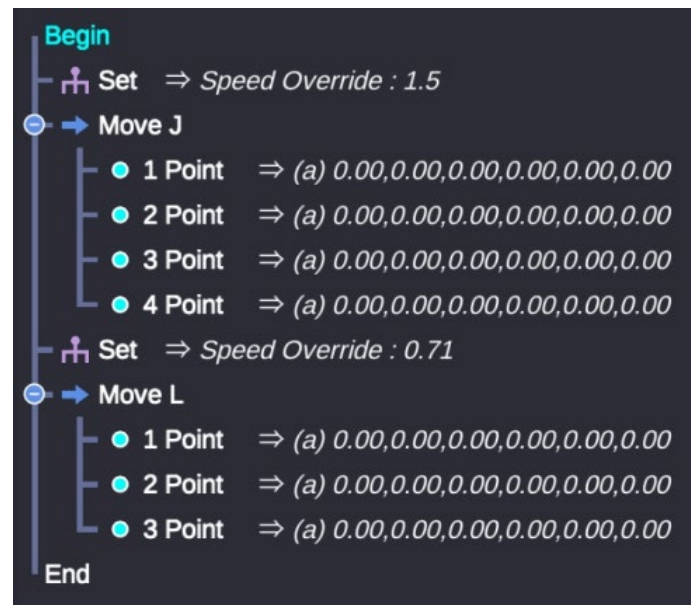 Begin
Set ⇒ Speed Override : 1.5
Move J
1 Point ⇒ (a) 0.00,0.00,0.00,0.00,0.00,0.00
2 Point ⇒ (a) 0.00,0.00,0.00,0.00,0.00,0.00
3 Point ⇒ (a) 0.00,0.00,0.00,0.00,0.00,0.00
4 Point ⇒ (a) 0.00,0.00,0.00,0.00,0.00,0.00
Set ⇒ Speed Override : 0.71
Move L
1 Point ⇒ (a) 0.00,0.00,0.00,0.00,0.00,0.00
2 Point ⇒ (a) 0.00,0.00,0.00,0.00,0.00,0.00
3 Point ⇒ (a) 0.00,0.00,0.00,0.00,0.00,0.00
End